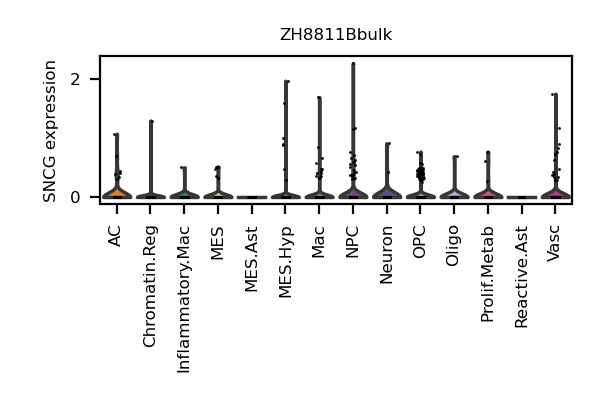 ZH8811Bbulk
SNCG expression
2
0
AC
Chromatin.Reg
Inflammatory.Mac
MES
MES.Ast
MES.Hyp
Mac
NPC
Neuron
OPC
Oligo
Prolif.Metab
Reactive.Ast
Vasc